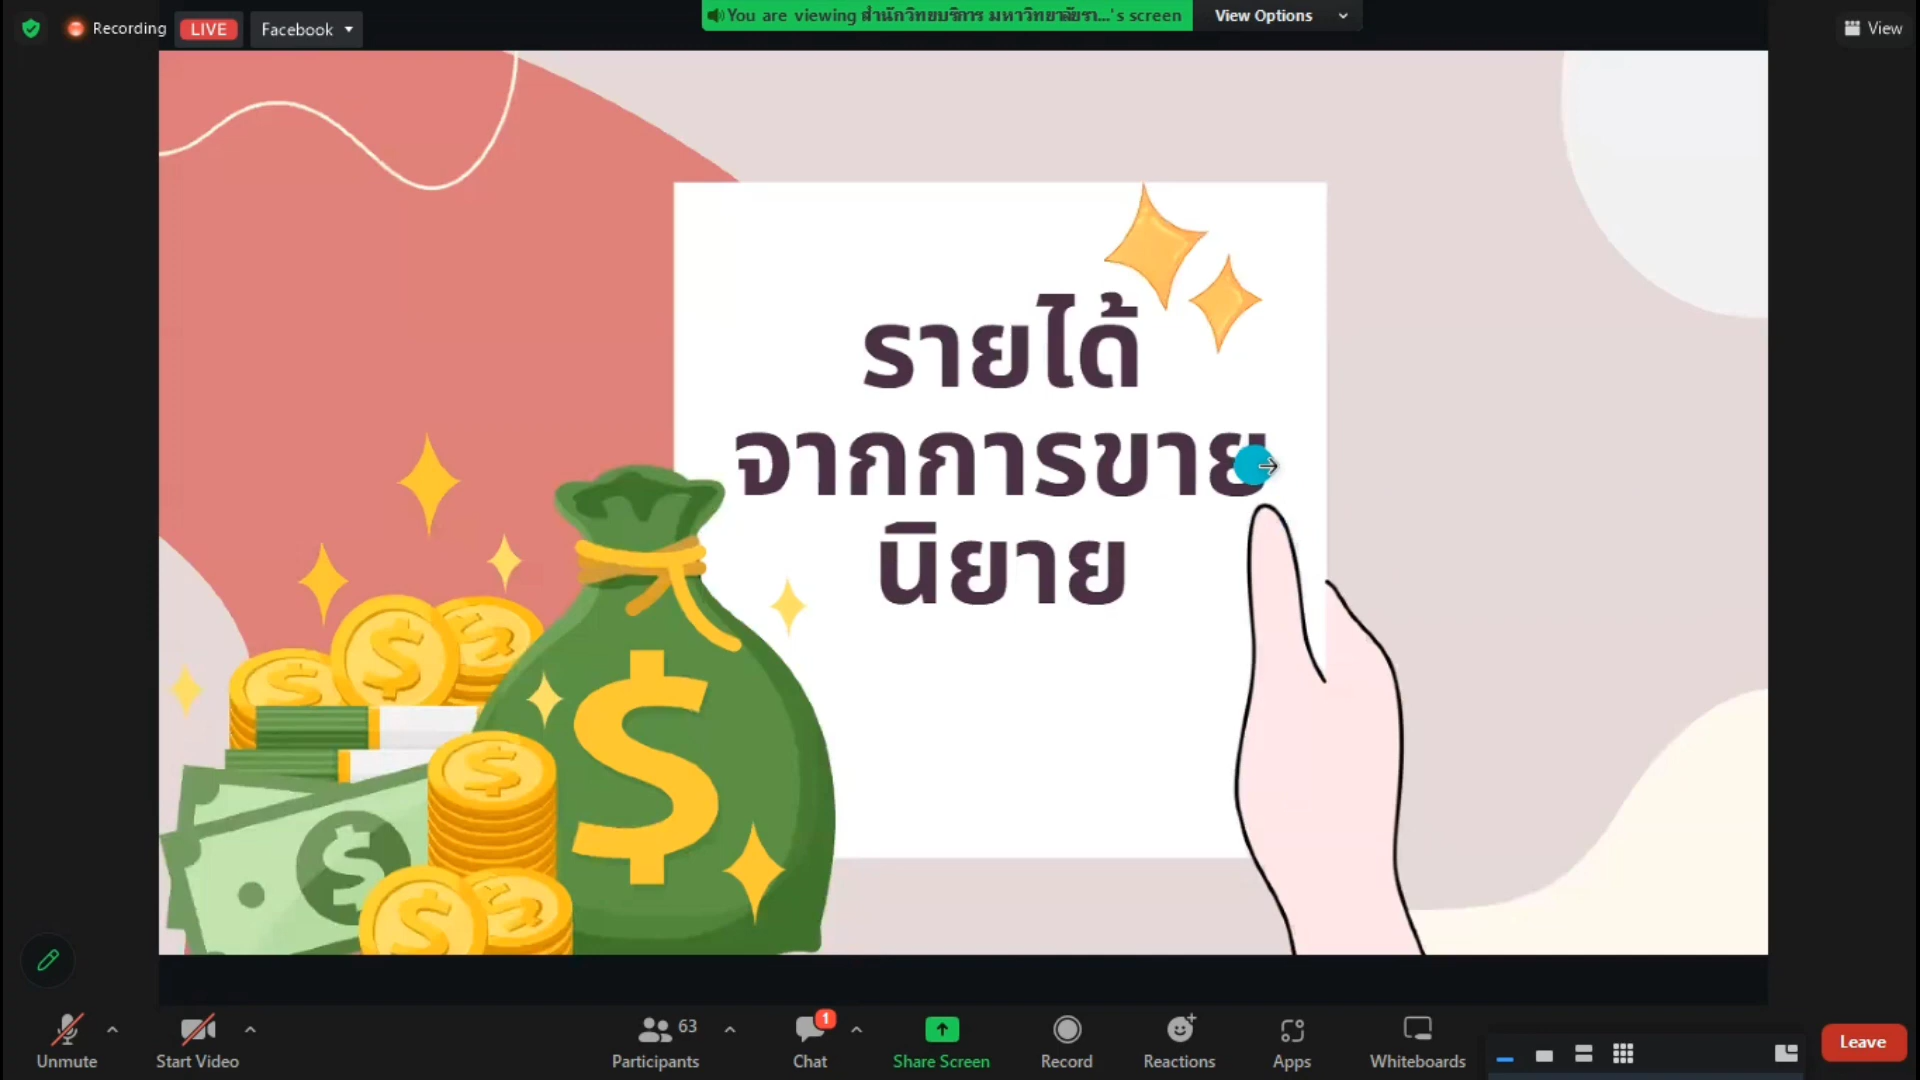 Recording
LIVE
Facebook
You are viewing สำนักวิทยบริการ มหาวิทยาลัยรา...'s screen
View Options
View
รายได้
จากการขาย
นิยาย
$
Unmute
Start Video
63
Participants
1
Chat
Share Screen
Record
Reactions
Apps
Whiteboards
Leave